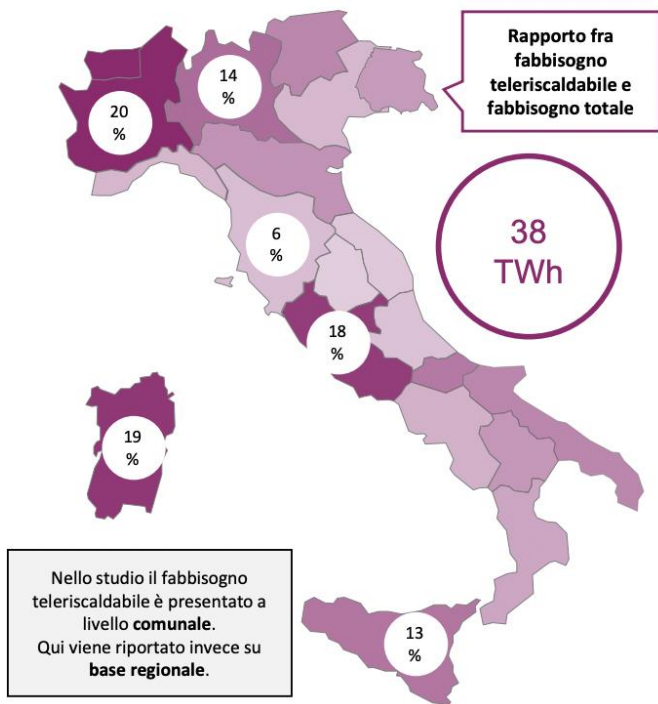 Rapporto fra
fabbisogno
teleriscaldabile e
fabbisogno totale
14
%
20
%
38
TWh
6
%
18
%
19
%
Nello studio il fabbisogno
teleriscaldabile è presentato a
livello comunale.
Qui viene riportato invece su
base regionale.
13
%